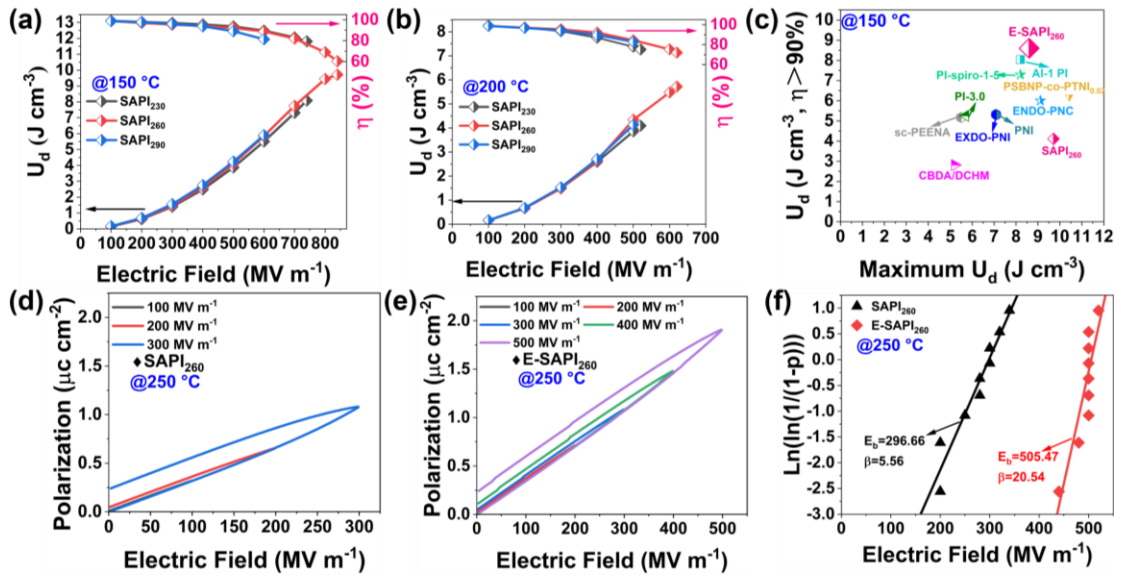 (a)
U_d (J cm⁻³)
13
12
11
10
9
8
7
6
5
4
3
2
1
0
@150 °C
SAPI₂₃₀
SAPI₂₆₀
SAPI₂₉₀
100
80
60
η (%)
0 100 200 300 400 500 600 700 800
Electric Field (MV m⁻¹)
(b)
U_d (J cm⁻³)
8
7
6
5
4
3
2
1
0
@200 °C
SAPI₂₃₀
SAPI₂₆₀
SAPI₂₉₀
100
80
60
η (%)
0 100 200 300 400 500 600 700
Electric Field (MV m⁻¹)
(c)
U_d (J cm⁻³, η > 90%)
10
9
8
7
6
5
4
3
2
1
0
@150 °C
E-SAPI₂₆₀
Al-1 PI
PI-spiro-1-5
PSBNP-co-PTNI₀.₀₂
PI-3.0
ENDO-PNC
sc-PEENA
EXDO-PNI
PNI
SAPI₂₆₀
CBDA/DCHM
0 1 2 3 4 5 6 7 8 9 10 11 12
Maximum U_d (J cm⁻³)
(d)
Polarization (μc cm⁻²)
2.0
1.5
1.0
0.5
0.0
100 MV m⁻¹
200 MV m⁻¹
300 MV m⁻¹
SAPI₂₆₀
@250 °C
0 50 100 150 200 250 300
Electric Field (MV m⁻¹)
(e)
Polarization (μc cm⁻²)
2.0
1.5
1.0
0.5
0.0
100 MV m⁻¹
200 MV m⁻¹
300 MV m⁻¹
400 MV m⁻¹
500 MV m⁻¹
E-SAPI₂₆₀
@250 °C
0 100 200 300 400 500
Electric Field (MV m⁻¹)
(f)
Ln(ln(1/(1-p)))
1.0
0.5
0.0
-0.5
-1.0
-1.5
-2.0
-2.5
-3.0
SAPI₂₆₀
E-SAPI₂₆₀
@250 °C
E_b=296.66
β=5.56
E_b=505.47
β=20.54
0 100 200 300 400 500
Electric Field (MV m⁻¹)